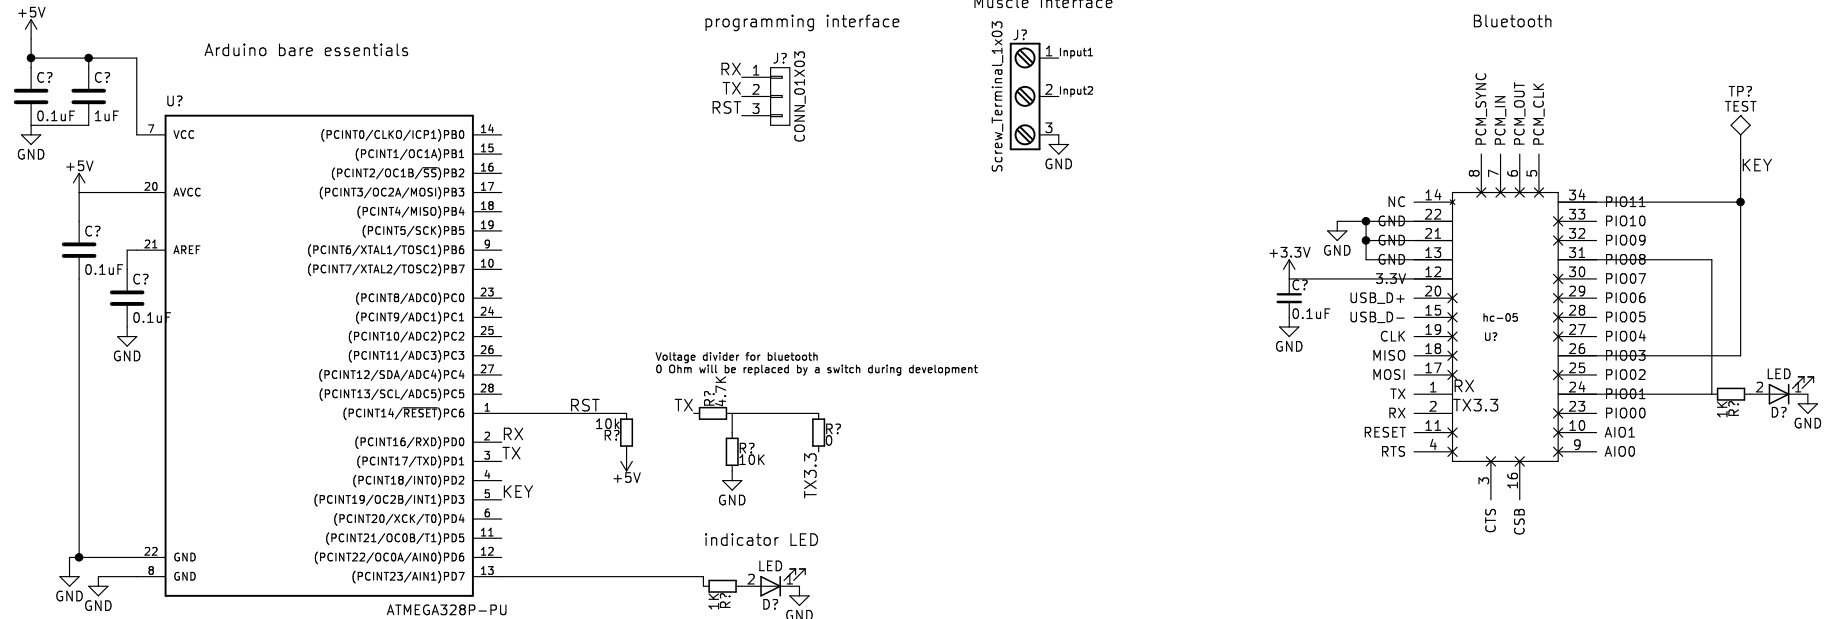 +5V
Arduino bare essentials
C?
0.1uF
C?
1uF
GND
U?
7 VCC
+5V
20 AVCC
C?
0.1uF
21 AREF
C?
0.1uF
GND
22 GND
8 GND
GND
GND
(PCINT0/CLKO/ICP1)PB0 14
(PCINT1/OC1A)PB1 15
(PCINT2/OC1B/SS)PB2 16
(PCINT3/OC2A/MOSI)PB3 17
(PCINT4/MISO)PB4 18
(PCINT5/SCK)PB5 19
(PCINT6/XTAL1/TOSC1)PB6 9
(PCINT7/XTAL2/TOSC2)PB7 10
(PCINT8/ADC0)PC0 23
(PCINT9/ADC1)PC1 24
(PCINT10/ADC2)PC2 25
(PCINT11/ADC3)PC3 26
(PCINT12/SDA/ADC4)PC4 27
(PCINT13/SCL/ADC5)PC5 28
(PCINT14/RESET)PC6 1
(PCINT16/RXD)PD0 2 RX
(PCINT17/TXD)PD1 3 TX
(PCINT18/INT0)PD2 4
(PCINT19/OC2B/INT1)PD3 5 KEY
(PCINT20/XCK/T0)PD4 6
(PCINT21/OC0B/T1)PD5 11
(PCINT22/OC0A/AIN0)PD6 12
(PCINT23/AIN1)PD7 13
ATMEGA328P-PU
RST
10k
R?
+5V
programming interface
J?
RX 1
TX 2
RST 3
CONN_01X03
Voltage divider for bluetooth
0 Ohm will be replaced by a switch during development
TX
R?
4.7K
R?
10K
GND
R?
0
TX3.3
indicator LED
1K
R?
2
LED
1
D?
GND
Muscle Interface
J?
Screw_Terminal_1x03
1 Input1
2 Input2
3
GND
Bluetooth
PCM_SYNC
PCM_IN
PCM_OUT
PCM_CLK
8
7
6
5
TP?
TEST
KEY
NC 14
GND 22
GND 21
GND 13
3.3V 12
USB_D+ 20
USB_D- 15
CLK 19
MISO 18
MOSI 17
TX 1 RX
RX 2 TX3.3
RESET 11
RTS 4
GND
+3.3V
C?
0.1uF
GND
hc-05
U?
34 PIO11
33 PIO10
32 PIO09
31 PIO08
30 PIO07
29 PIO06
28 PIO05
27 PIO04
26 PIO03
25 PIO02
24 PIO01
23 PIO00
10 AIO1
9 AIO0
3
CTS
16
CSB
1K
R?
2
LED
1
D?
GND